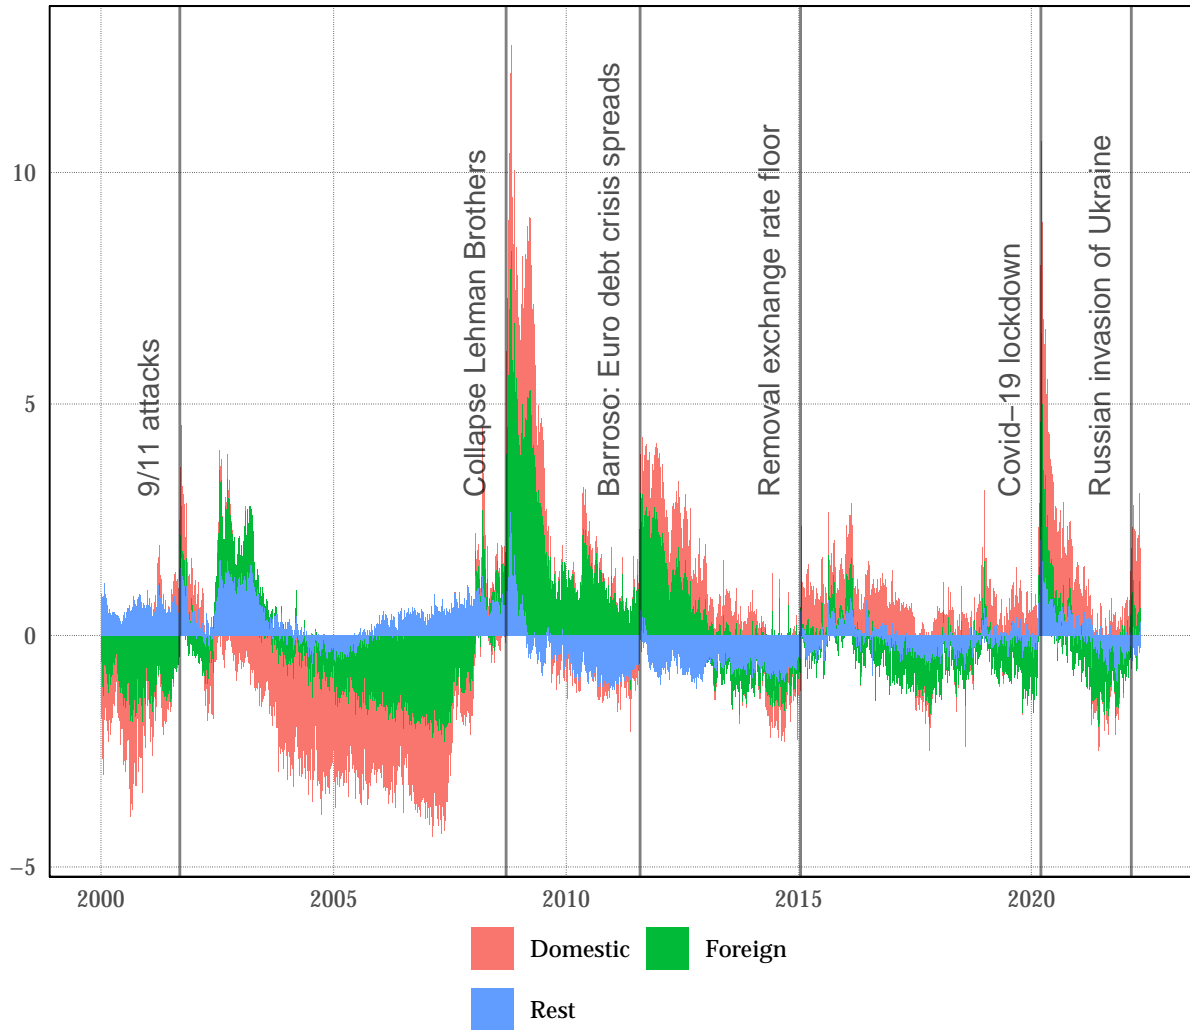 10
5
0
−5
9/11 attacks
Collapse Lehman Brothers
Barroso: Euro debt crisis spreads
Removal exchange rate floor
Covid−19 lockdown
Russian invasion of Ukraine
2000
2005
2010
2015
2020
Domestic
Foreign
Rest